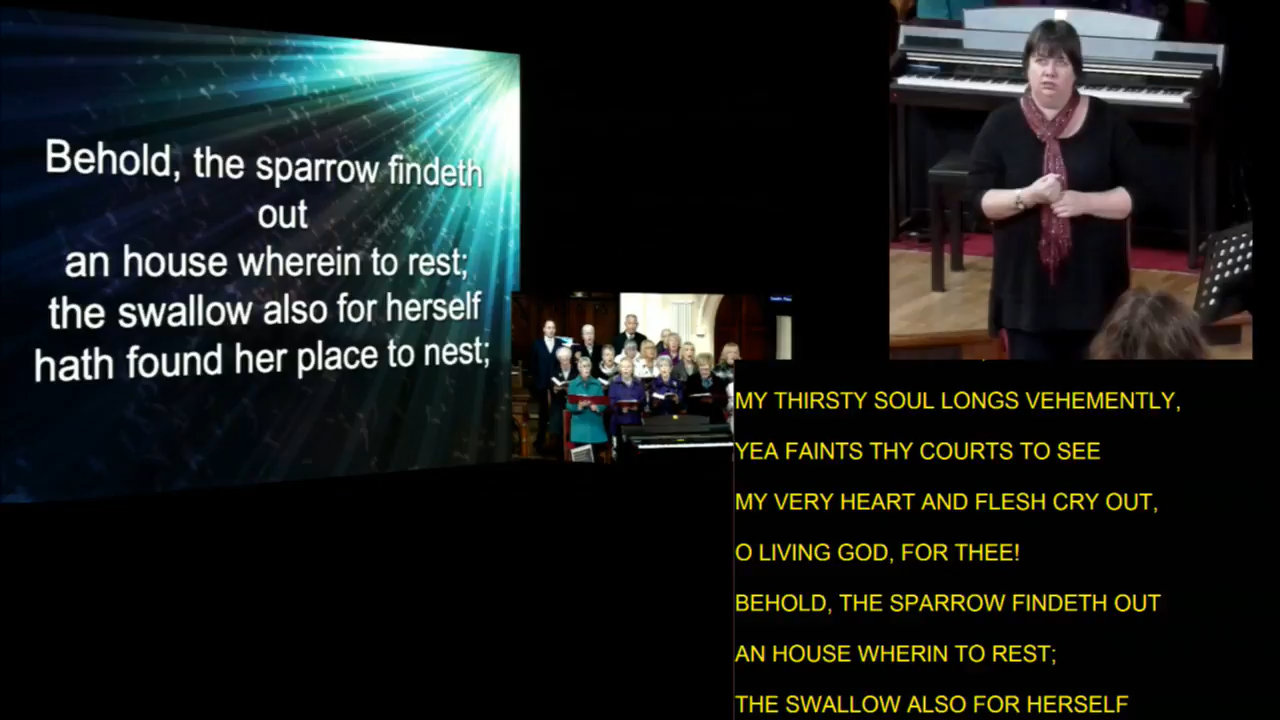 Behold, the sparrow findeth
out
an house wherein to rest;
the swallow also for herself
hath found her place to nest;
MY THIRSTY SOUL LONGS VEHEMENTLY,
YEA FAINTS THY COURTS TO SEE
MY VERY HEART AND FLESH CRY OUT,
O LIVING GOD, FOR THEE!
BEHOLD, THE SPARROW FINDETH OUT
AN HOUSE WHERIN TO REST;
THE SWALLOW ALSO FOR HERSELF